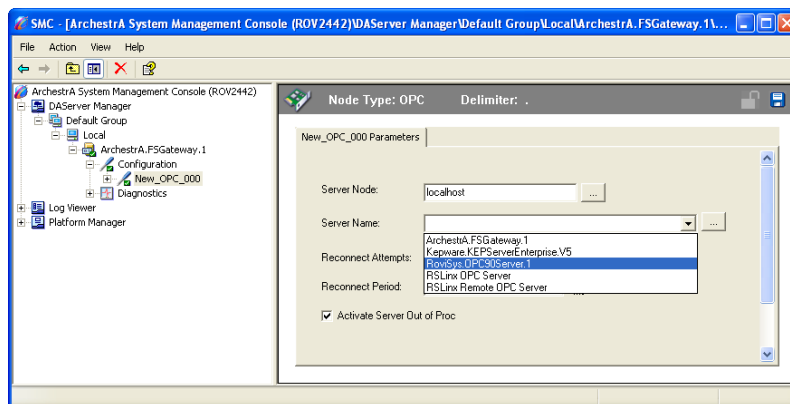 SMC - [ArchestrA System Management Console (ROV2442)\DAServer Manager\Default Group\Local\ArchestrA.FSGateway.1\...
File Action View Help
ArchestrA System Management Console (ROV2442)
DAServer Manager
Default Group
Local
ArchestrA.FSGateway.1
Configuration
New_OPC_000
Diagnostics
Log Viewer
Platform Manager
Node Type: OPC Delimiter: .
New_OPC_000 Parameters
Server Node: localhost ...
Server Name: ...
ArchestrA.FSGateway.1
Kepware.KEPServerEnterprise.V5
RoviSys.OPC90Server.1
Reconnect Attempts:
RSLinx OPC Server
Reconnect Period:
RSLinx Remote OPC Server
Activate Server Out of Proc